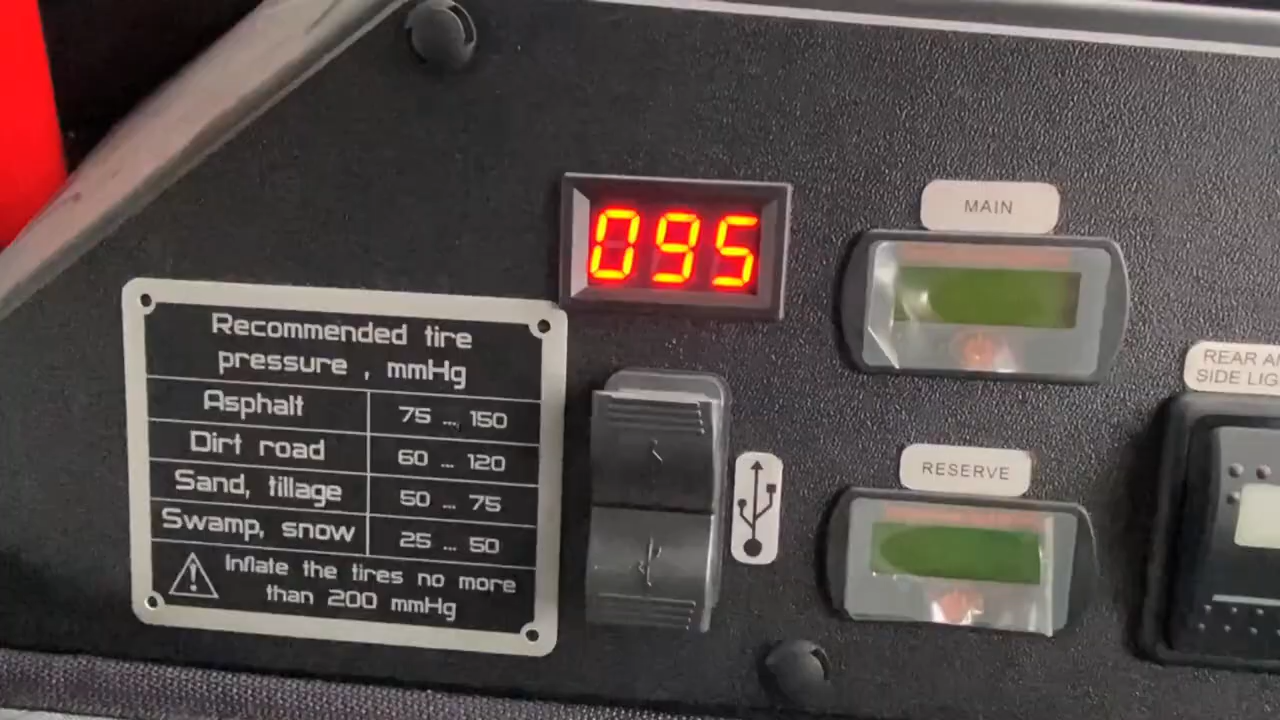 095
MAIN
Recommended tire
pressure , mmHg
Asphalt 75 ... 150
Dirt road 60 ... 120
Sand, tillage 50 ... 75
Swamp, snow 25 ... 50
Inflate the tires no more
than 200 mmHg
RESERVE
REAR
SIDE